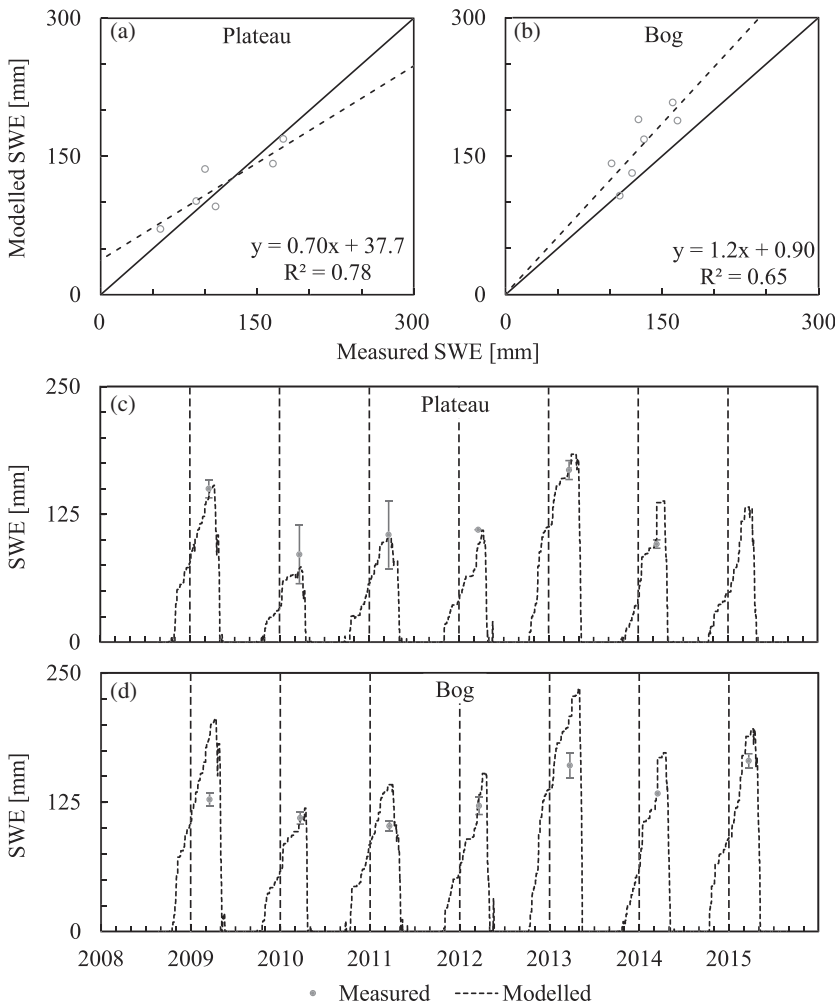 300
(a)
Plateau
150
y = 0.70x + 37.7
R² = 0.78
0
0
150
300
Modelled SWE [mm]
300
(b)
Bog
150
y = 1.2x + 0.90
R² = 0.65
0
0
150
300
Measured SWE [mm]
250
(c)
Plateau
125
0
SWE [mm]
250
(d)
Bog
125
0
SWE [mm]
2008
2009
2010
2011
2012
2013
2014
2015
Measured
Modelled